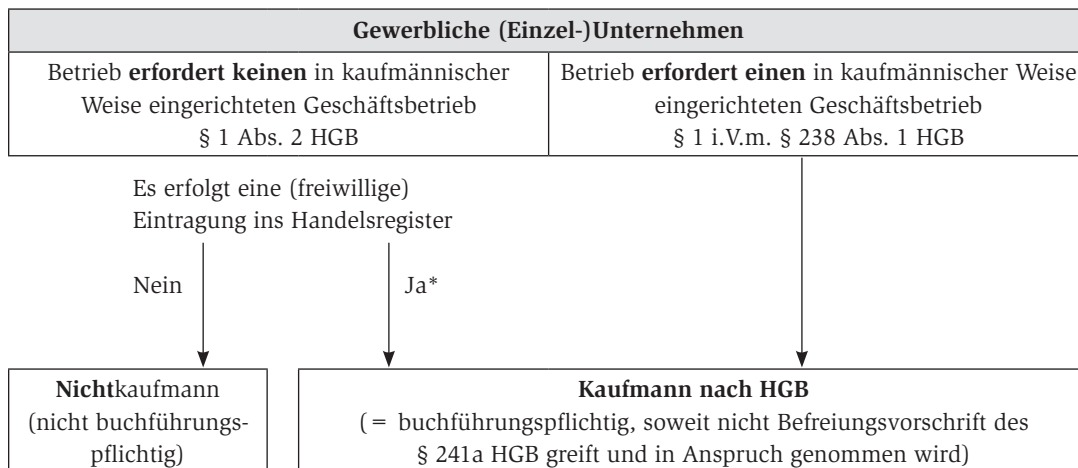 Gewerbliche (Einzel-)Unternehmen
Betrieb erfordert keinen in kaufmännischer
Weise eingerichteten Geschäftsbetrieb
§ 1 Abs. 2 HGB
Betrieb erfordert einen in kaufmännischer Weise
eingerichteten Geschäftsbetrieb
§ 1 i.V.m. § 238 Abs. 1 HGB
Es erfolgt eine (freiwillige)
Eintragung ins Handelsregister
Nein
Ja*
Nichtkaufmann
(nicht buchführungs-
pflichtig)
Kaufmann nach HGB
(= buchführungspflichtig, soweit nicht Befreiungsvorschrift des
§ 241a HGB greift und in Anspruch genommen wird)